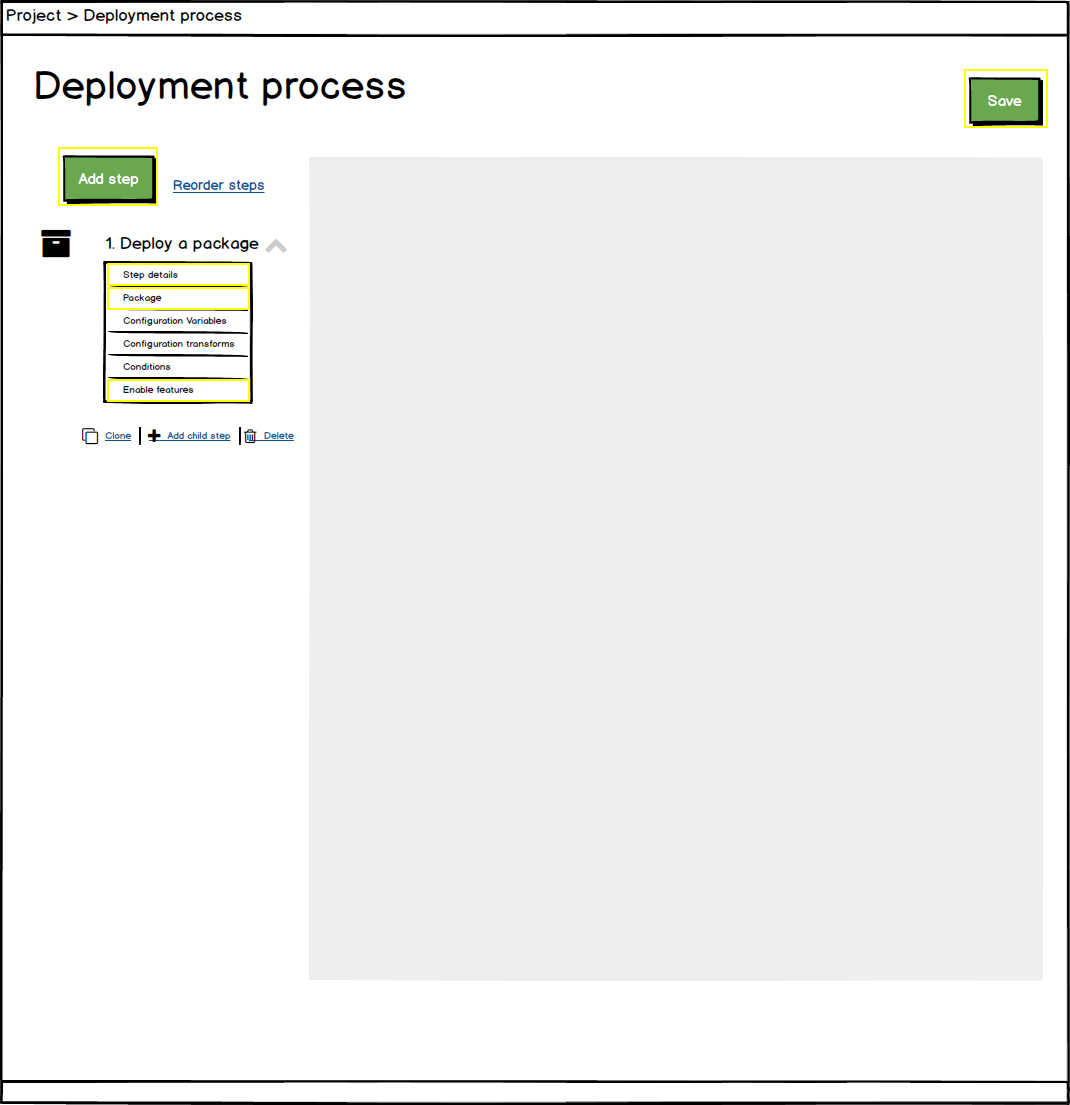 Project > Deployment process
Deployment process
Save
Add step
Reorder steps
1. Deploy a package
Step details
Package
Configuration Variables
Configuration transforms
Conditions
Enable features
Clone
Add child step
Delete